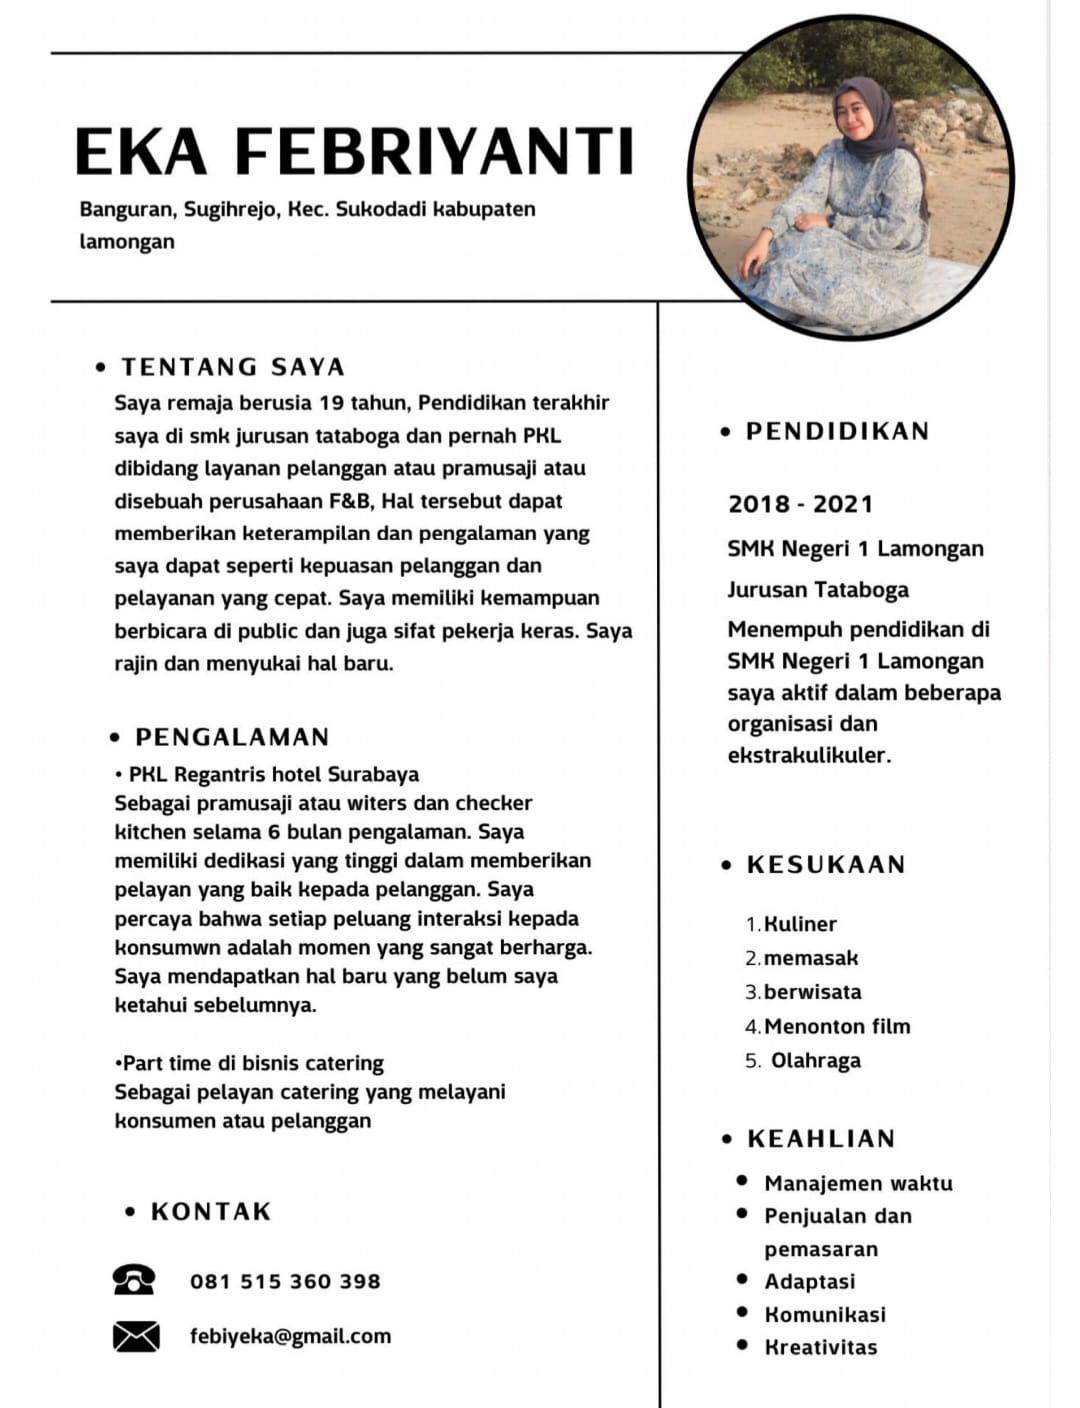 EKA FEBRIYANTI
Banguran, Sugihrejo, Kec. Sukodadi kabupaten
lamongan
• TENTANG SAYA
Saya remaja berusia 19 tahun, Pendidikan terakhir
saya di smk jurusan tataboga dan pernah PKL
dibidang layanan pelanggan atau pramusaji atau
disebuah perusahaan F&B, Hal tersebut dapat
memberikan keterampilan dan pengalaman yang
saya dapat seperti kepuasan pelanggan dan
pelayanan yang cepat. Saya memiliki kemampuan
berbicara di public dan juga sifat pekerja keras. Saya
rajin dan menyukai hal baru.
• PENGALAMAN
• PKL Regantris hotel Surabaya
Sebagai pramusaji atau witers dan checker
kitchen selama 6 bulan pengalaman. Saya
memiliki dedikasi yang tinggi dalam memberikan
pelayan yang baik kepada pelanggan. Saya
percaya bahwa setiap peluang interaksi kepada
konsumwn adalah momen yang sangat berharga.
Saya mendapatkan hal baru yang belum saya
ketahui sebelumnya.
•Part time di bisnis catering
Sebagai pelayan catering yang melayani
konsumen atau pelanggan
• KONTAK
081 515 360 398
febiyeka@gmail.com
• PENDIDIKAN
2018 - 2021
SMK Negeri 1 Lamongan
Jurusan Tataboga
Menempuh pendidikan di
SMK Negeri 1 Lamongan
saya aktif dalam beberapa
organisasi dan
ekstrakulikuler.
• KESUKAAN
1.Kuliner
2.memasak
3.berwisata
4.Menonton film
5. Olahraga
• KEAHLIAN
• Manajemen waktu
• Penjualan dan
pemasaran
• Adaptasi
• Komunikasi
• Kreativitas